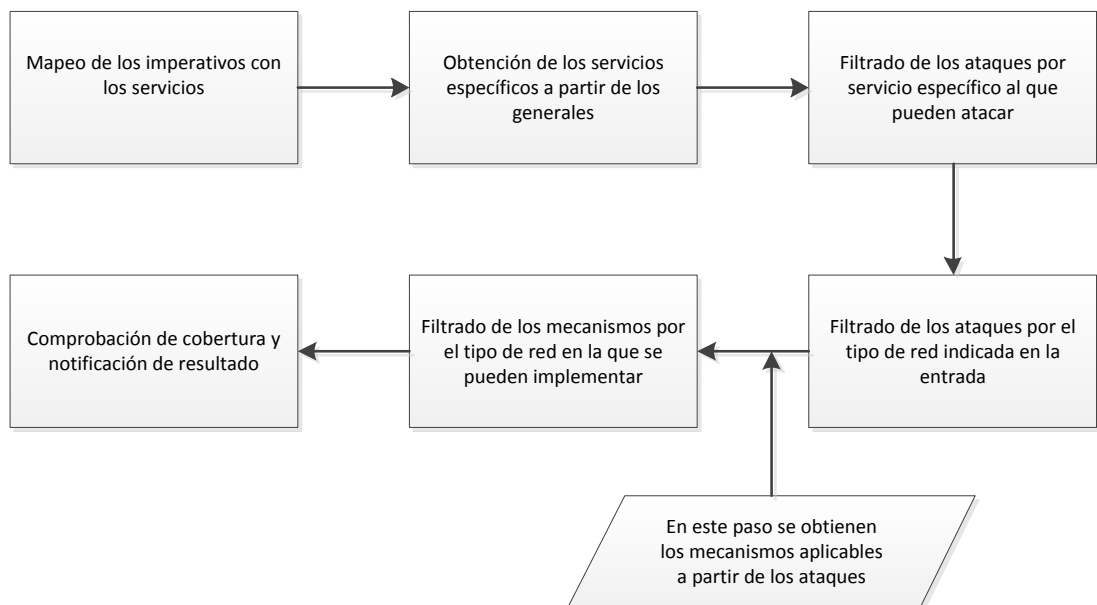 Mapeo de los imperativos con
los servicios
Obtención de los servicios
específicos a partir de los
generales
Filtrado de los ataques por
servicio específico al que
pueden atacar
Filtrado de los ataques por el
tipo de red indicada en la
entrada
Filtrado de los mecanismos por
el tipo de red en la que se
pueden implementar
Comprobación de cobertura y
notificación de resultado
En este paso se obtienen
los mecanismos aplicables
a partir de los ataques